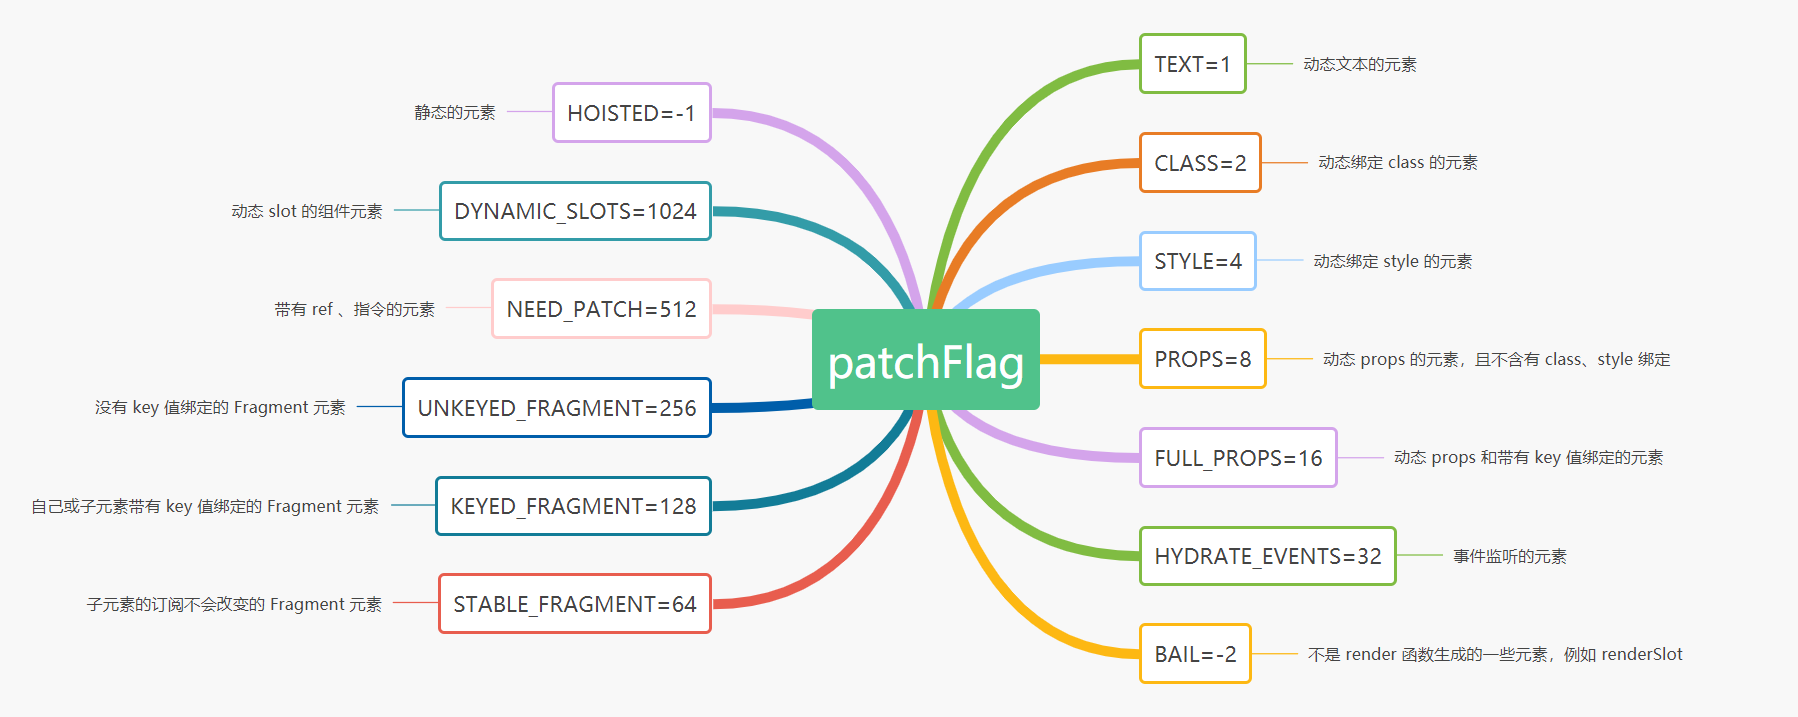 patchFlag
TEXT=1
动态文本的元素
CLASS=2
动态绑定 class 的元素
STYLE=4
动态绑定 style 的元素
PROPS=8
动态 props 的元素，且不含有 class、style 绑定
FULL_PROPS=16
动态 props 和带有 key 值绑定的元素
HYDRATE_EVENTS=32
事件监听的元素
BAIL=-2
不是 render 函数生成的一些元素，例如 renderSlot
HOISTED=-1
静态的元素
DYNAMIC_SLOTS=1024
动态 slot 的组件元素
NEED_PATCH=512
带有 ref 、指令的元素
UNKEYED_FRAGMENT=256
没有 key 值绑定的 Fragment 元素
KEYED_FRAGMENT=128
自己或子元素带有 key 值绑定的 Fragment 元素
STABLE_FRAGMENT=64
子元素的订阅不会改变的 Fragment 元素